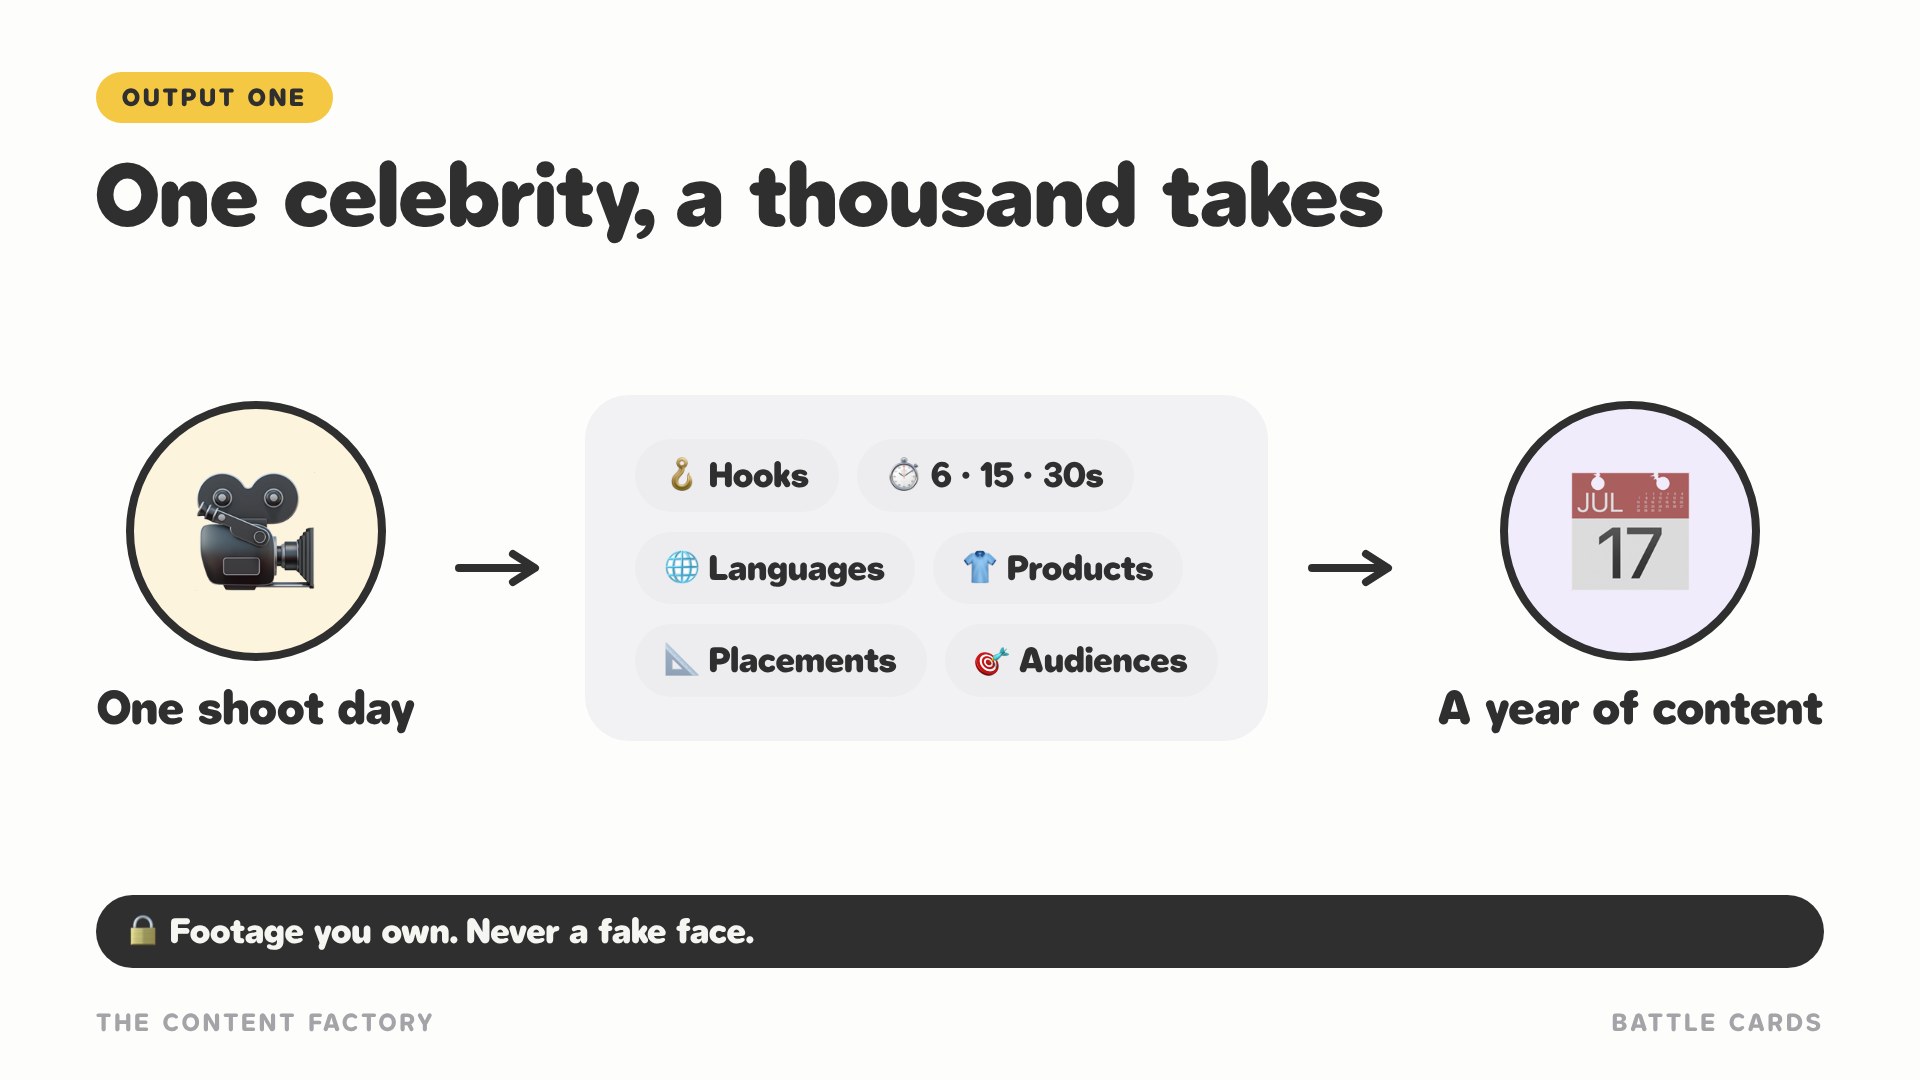 OUTPUT ONE
One celebrity, a thousand takes
Hooks
6 · 15 · 30s
Languages
Products
Placements
Audiences
One shoot day
JUL
17
A year of content
Footage you own. Never a fake face.
THE CONTENT FACTORY
BATTLE CARDS